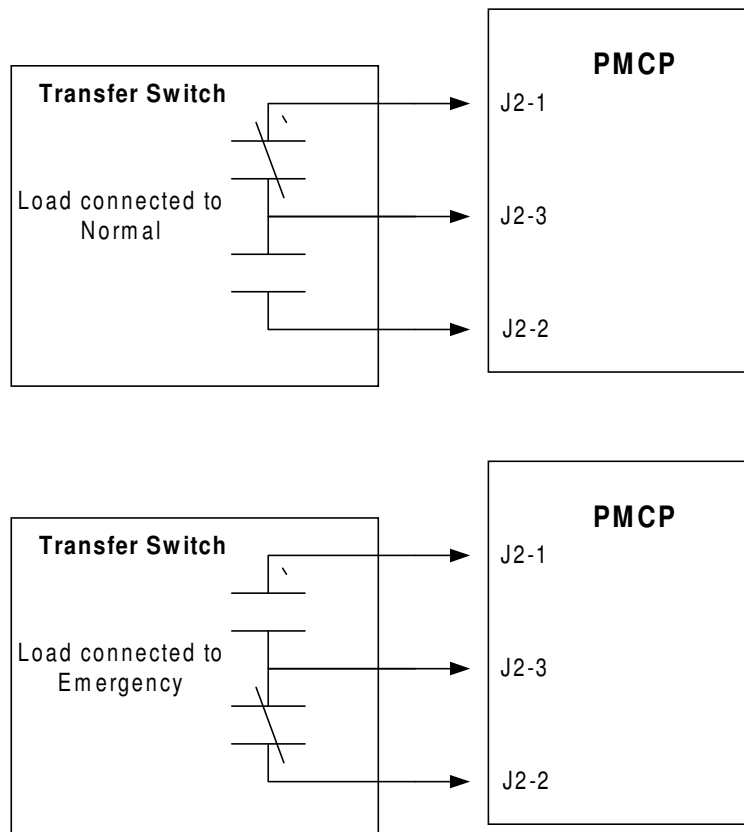 PMCP
Transfer Switch
J2-1
Load connected to
Normal
J2-3
J2-2
PMCP
Transfer Switch
J2-1
Load connected to
Emergency
J2-3
J2-2